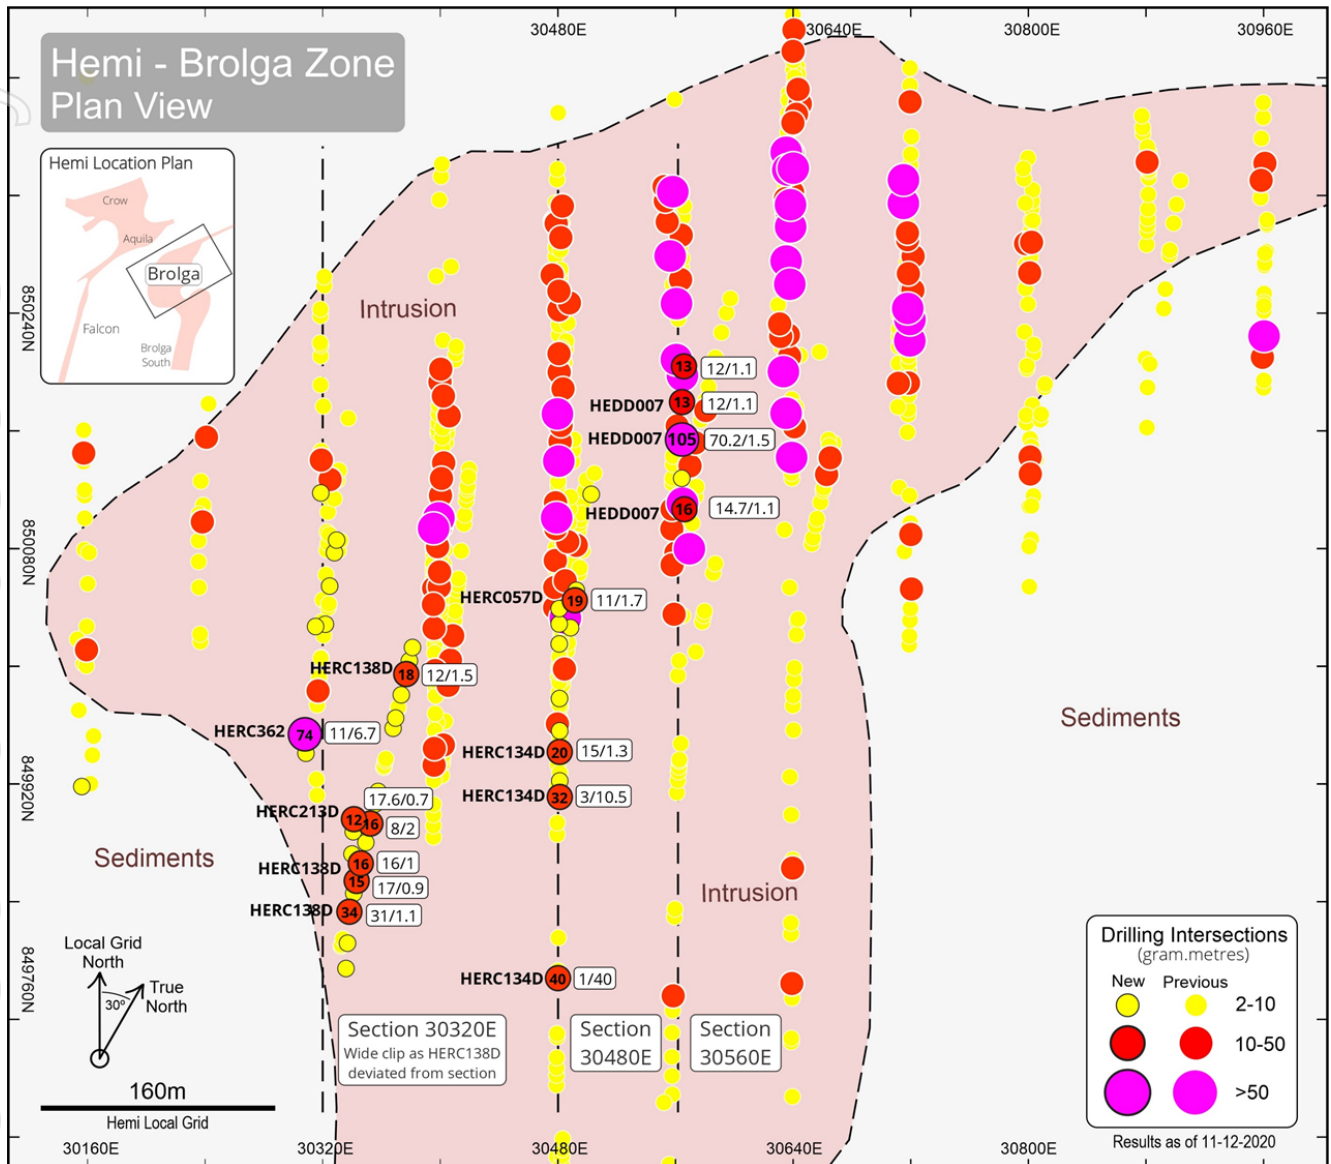 30480E
30640E
30800E
30960E
Hemi - Brolga Zone
Plan View
Hemi Location Plan
Crow
Aquila
Brolga
Falcon
Brolga
South
Intrusion
850240N
13
12/1.1
HEDD007
13
12/1.1
HEDD007
105
70.2/1.5
HEDD007
16
14.7/1.1
850080N
HERC057D
19
11/1.7
HERC138D
18
12/1.5
HERC362
74
11/6.7
Sediments
HERC134D
20
15/1.3
849920N
HERC134D
32
3/10.5
17.6/0.7
HERC213D
12
16
8/2
Sediments
HERC138D
16
16/1
15
17/0.9
Intrusion
HERC138D
34
31/1.1
HERC134D
40
1/40
849760N
Local Grid
North
True
North
30º
160m
Hemi Local Grid
Section 30320E
Wide clip as HERC138D
deviated from section
Section
30480E
Section
30560E
Drilling Intersections
(gram.metres)
New
Previous
2-10
10-50
>50
Results as of 11-12-2020
30160E
30320E
30480E
30640E
30800E
30960E